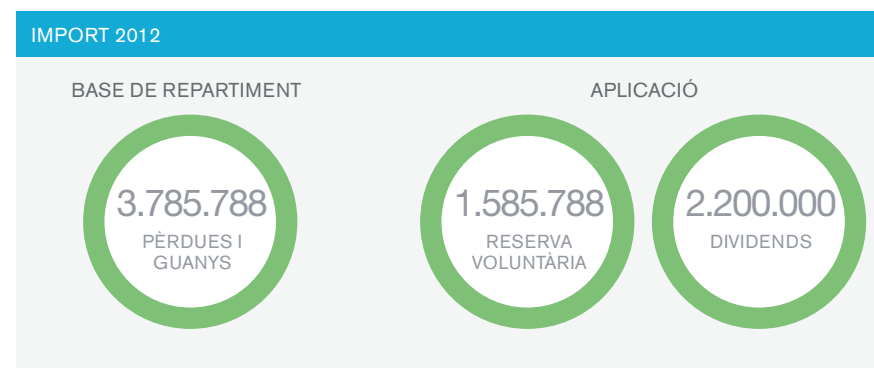 IMPORT 2012
BASE DE REPARTIMENT
3.785.788
PÈRDUES I
GUANYS
APLICACIÓ
1.585.788
RESERVA
VOLUNTÀRIA
2.200.000
DIVIDENDS